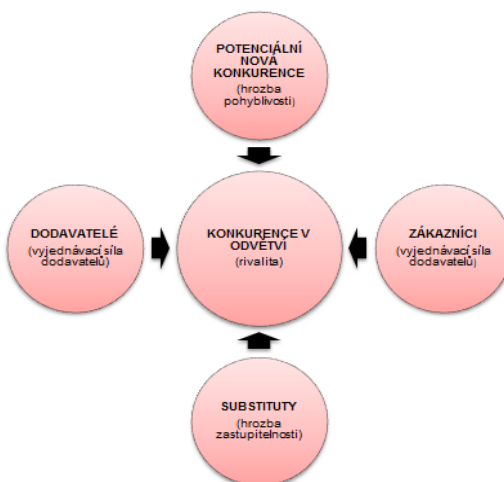 POTENCIÁLNÍ
NOVÁ
KONKURENCE
(hrozba
pohyblivosti)
DODAVATELÉ
(vyjednávací síla
dodavatelů)
KONKURENCE V
ODVĚTVÍ
(rivalita)
ZÁKAZNÍCI
(vyjednávací síla
dodavatelů)
SUBSTITUTY
(hrozba
zastupitelnosti)